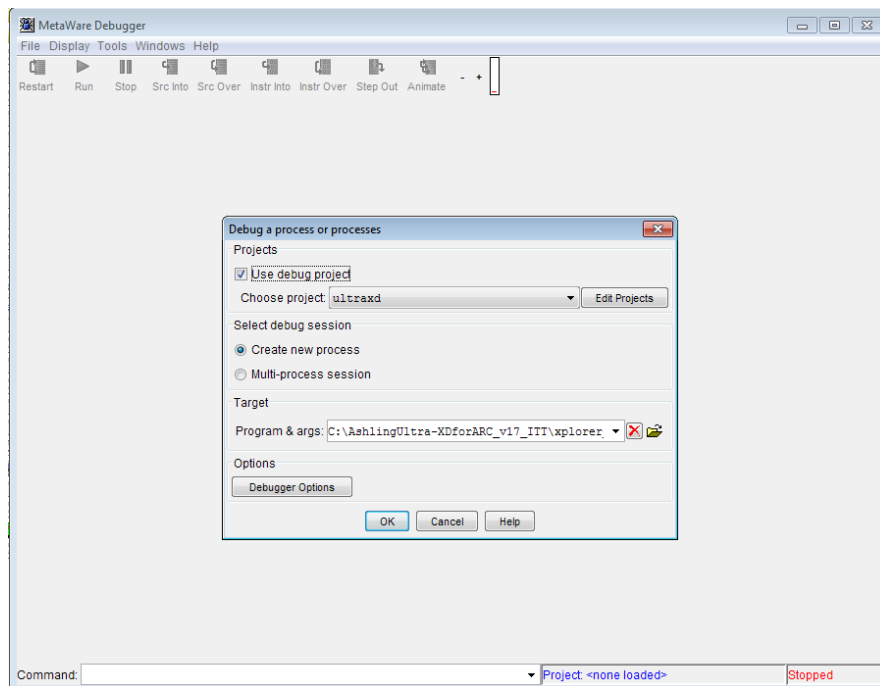 MetaWare Debugger
File Display Tools Windows Help
Restart Run Stop Src Into Src Over Instr Into Instr Over Step Out Animate - +
Debug a process or processes
Projects
Use debug project
Choose project: ultraxd Edit Projects
Select debug session
Create new process
Multi-process session
Target
Program & args: C:\AshlingUltra-XDforARC_v17_ITT\xplorer_
Options
Debugger Options
OK Cancel Help
Command: Project: <none loaded> Stopped